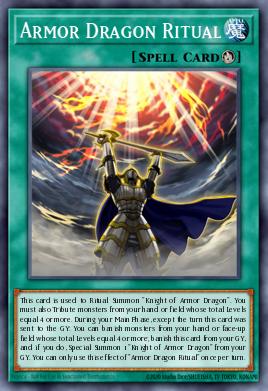 Armor Dragon Ritual
魔
[Spell Card
]
This card is used to Ritual Summon "Knight of Armor Dragon". You
must also Tribute monsters from your hand or field whose total Levels
equal 4 or more. During your Main Phase, except the turn this card was
sent to the GY: You can banish monsters from your hand or face-up
field whose total Levels equal 4 or more; banish this card from your GY,
and if you do, Special Summon 1 "Knight of Armor Dragon" from your
GY. You can only use this effect of "Armor Dragon Ritual" once per turn.